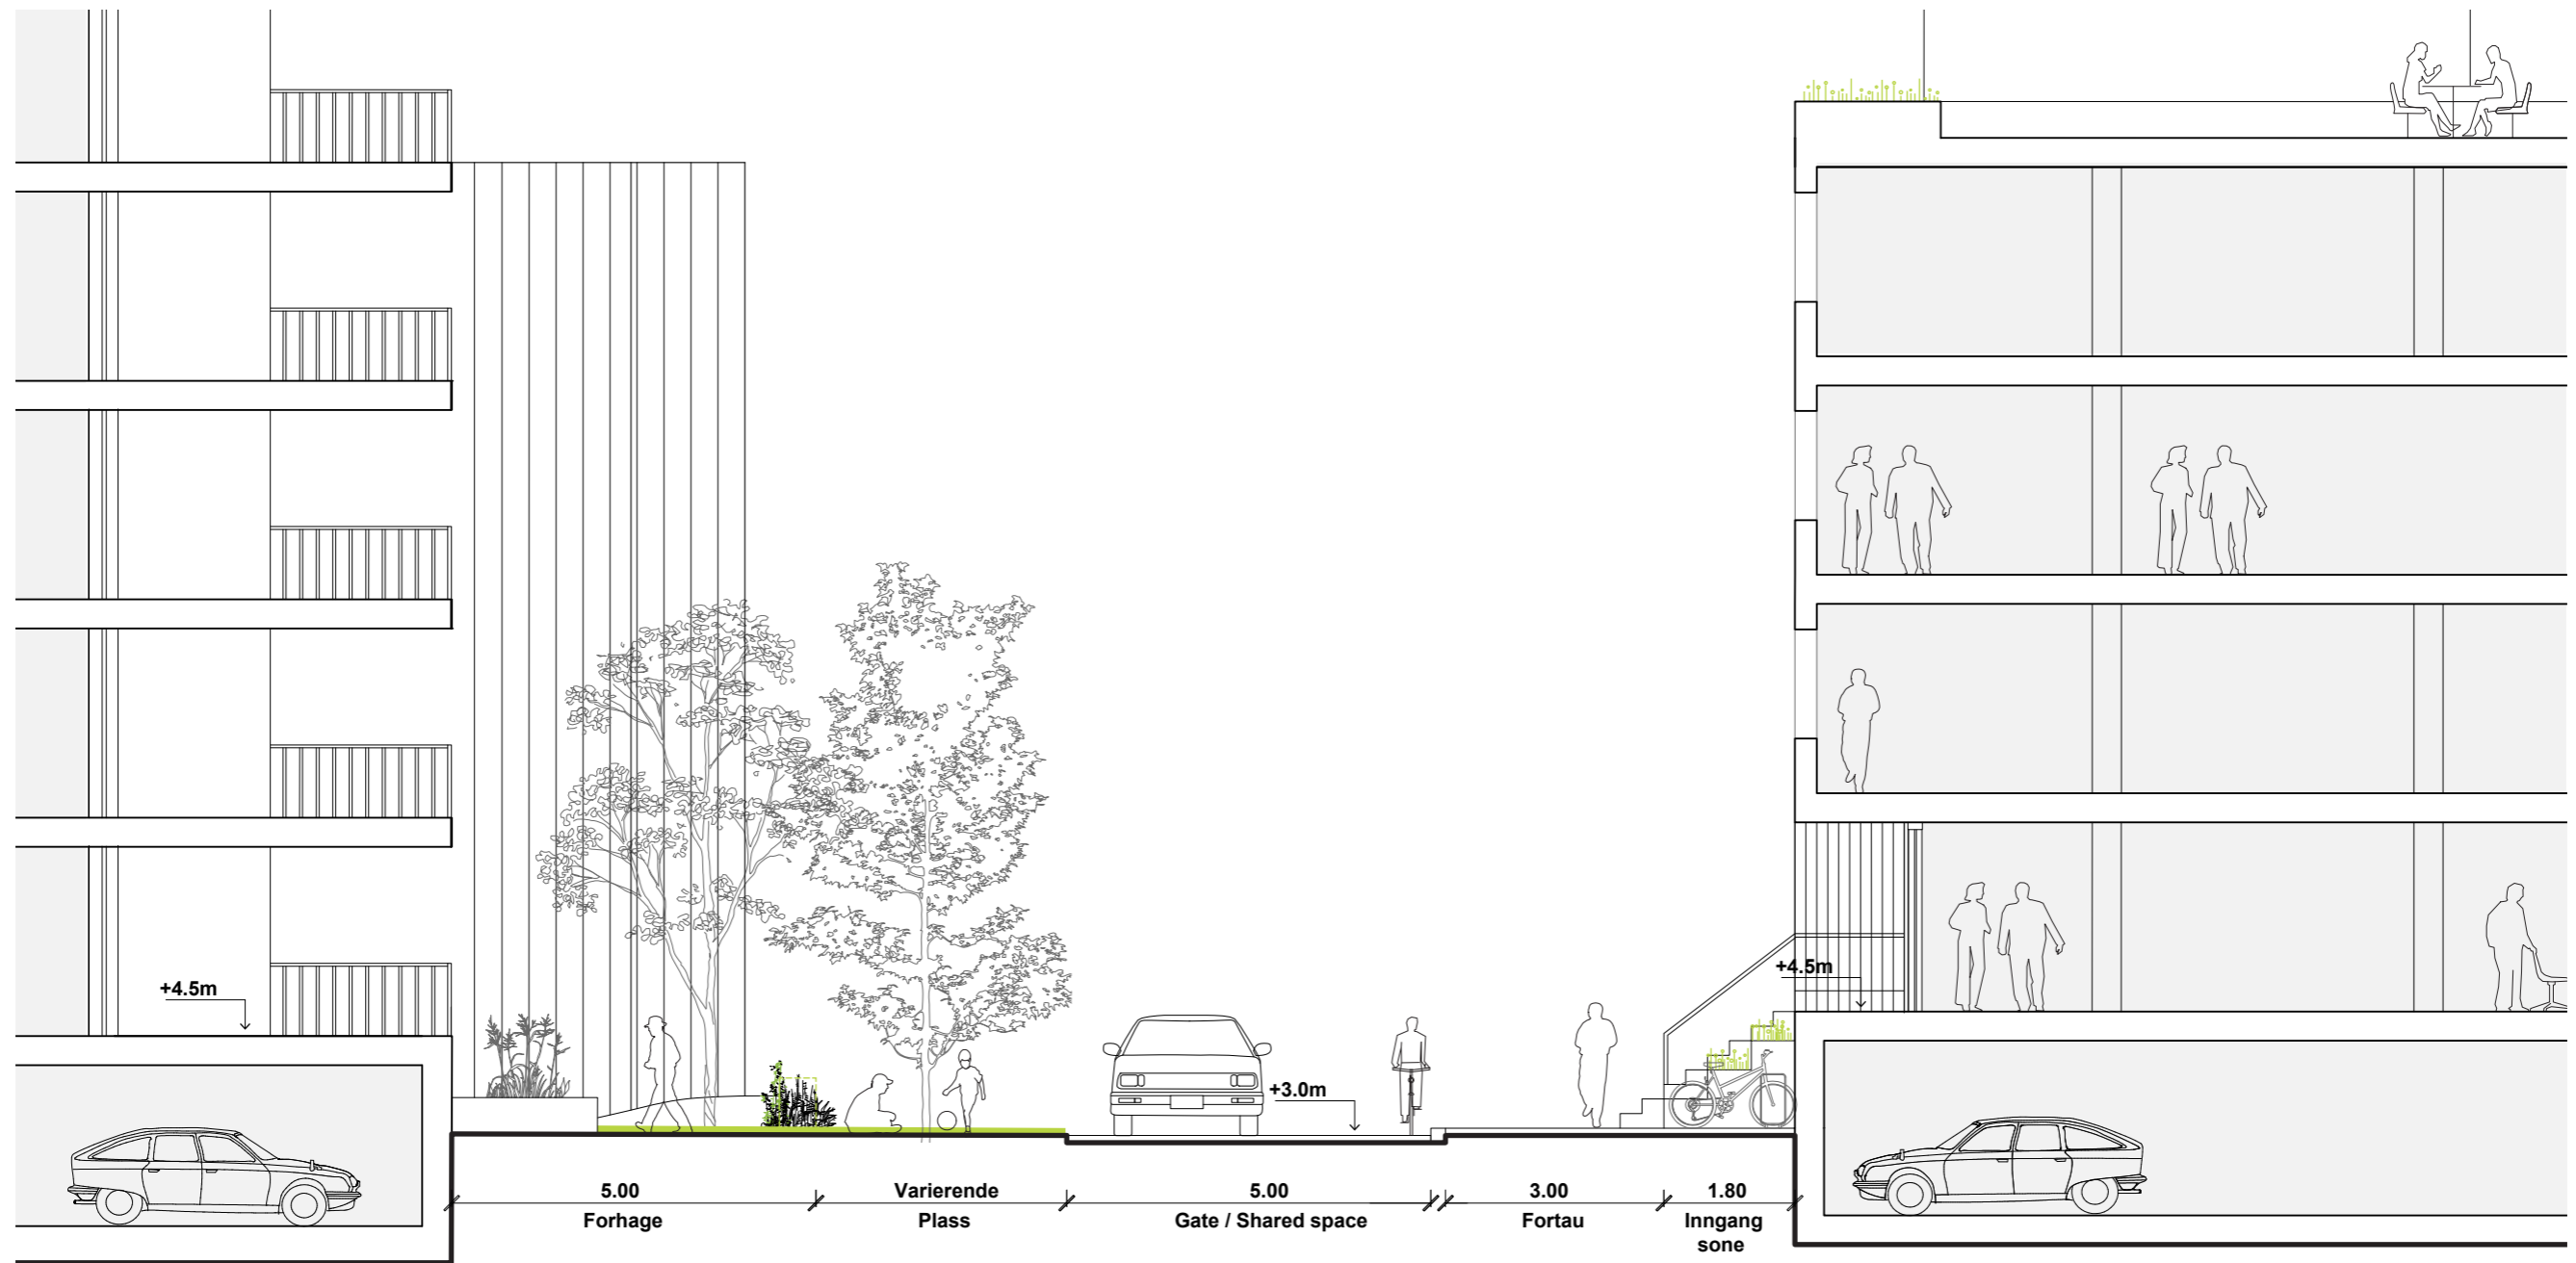 +4.5m
+4.5m
+3.0m
5.00
Varierende
5.00
3.00
1.80
Forhage
Plass
Gate / Shared space
Fortau
Inngang
sone